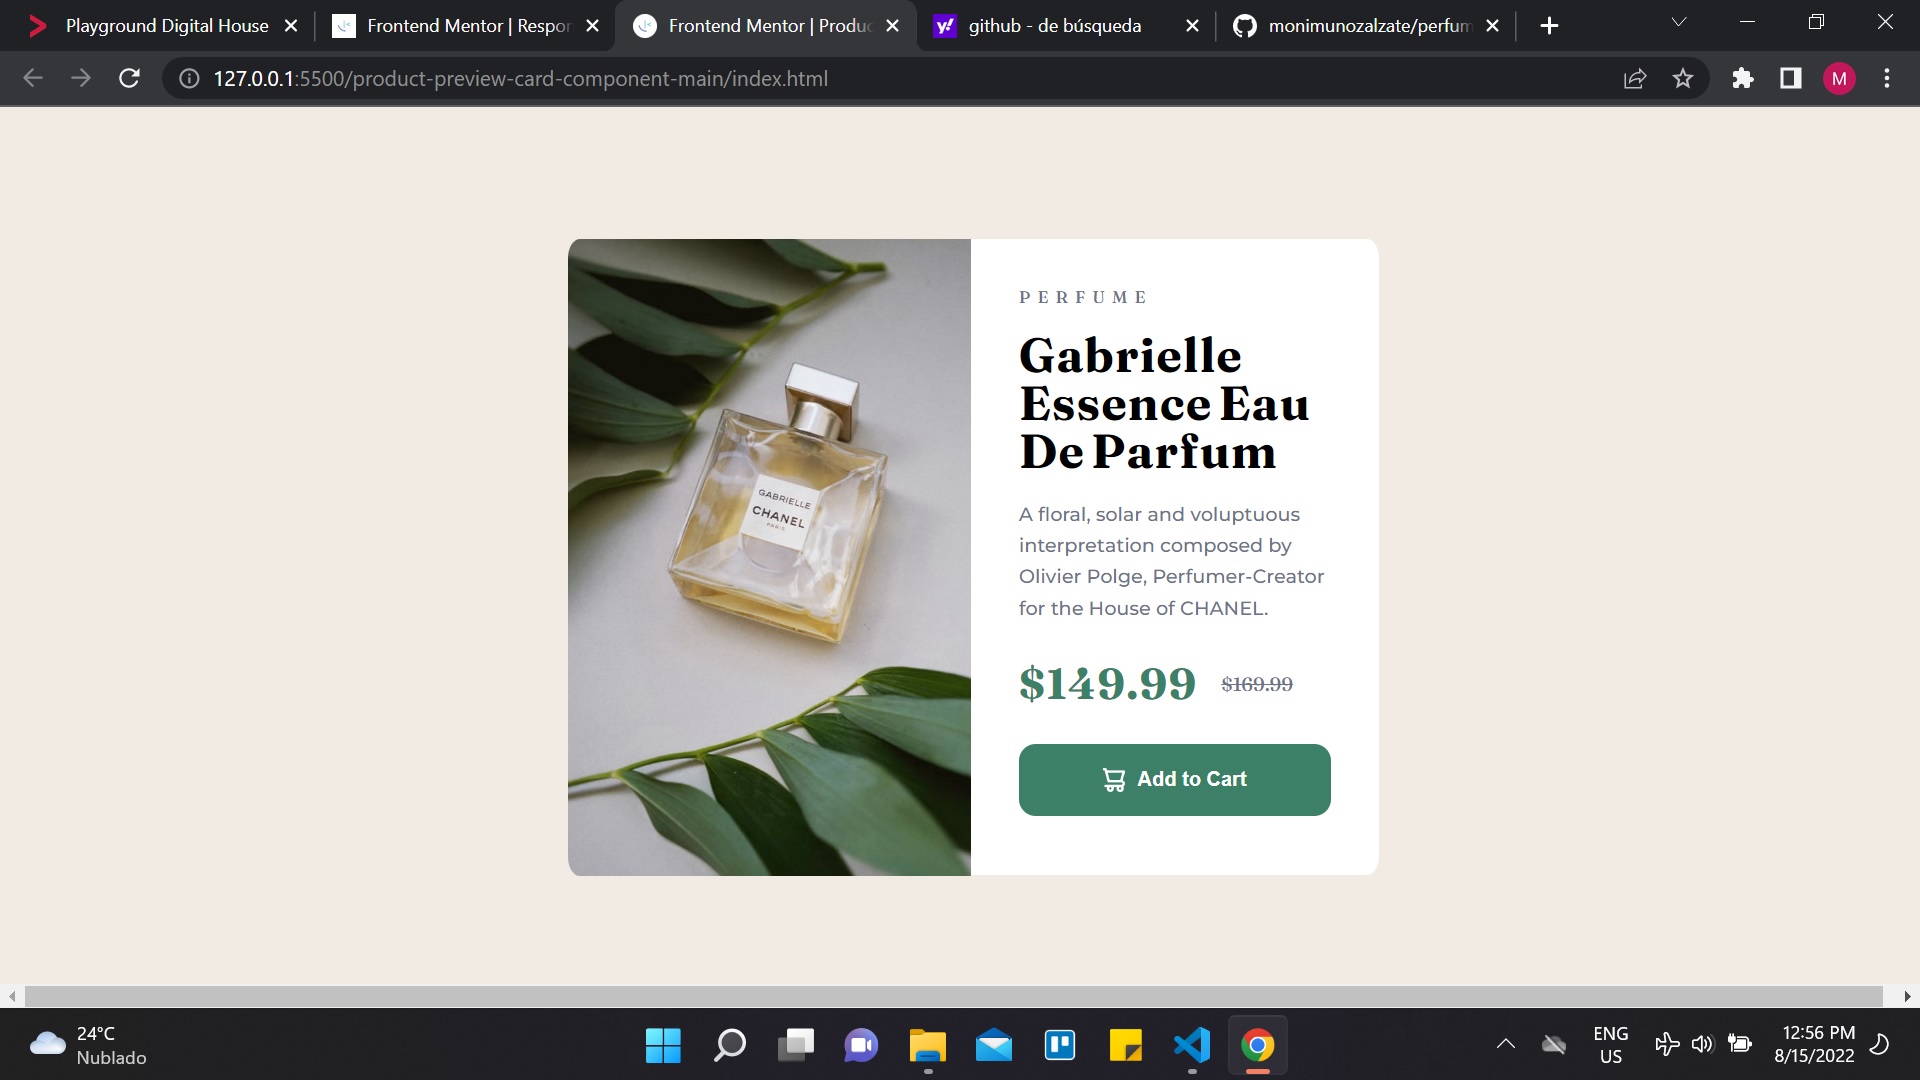 Playground Digital House
Frontend Mentor | Respon
Frontend Mentor | Produc
github - de búsqueda
monimunozalzate/perfum
127.0.0.1:5500/product-preview-card-component-main/index.html
M
PERFUME
Gabrielle
Essence Eau
De Parfum
A floral, solar and voluptuous
interpretation composed by
Olivier Polge, Perfumer-Creator
for the House of CHANEL.
$149.99 $169.99
Add to Cart
GABRIELLE
CHANEL
PARIS
24°C
Nublado
ENG
US
12:56 PM
8/15/2022